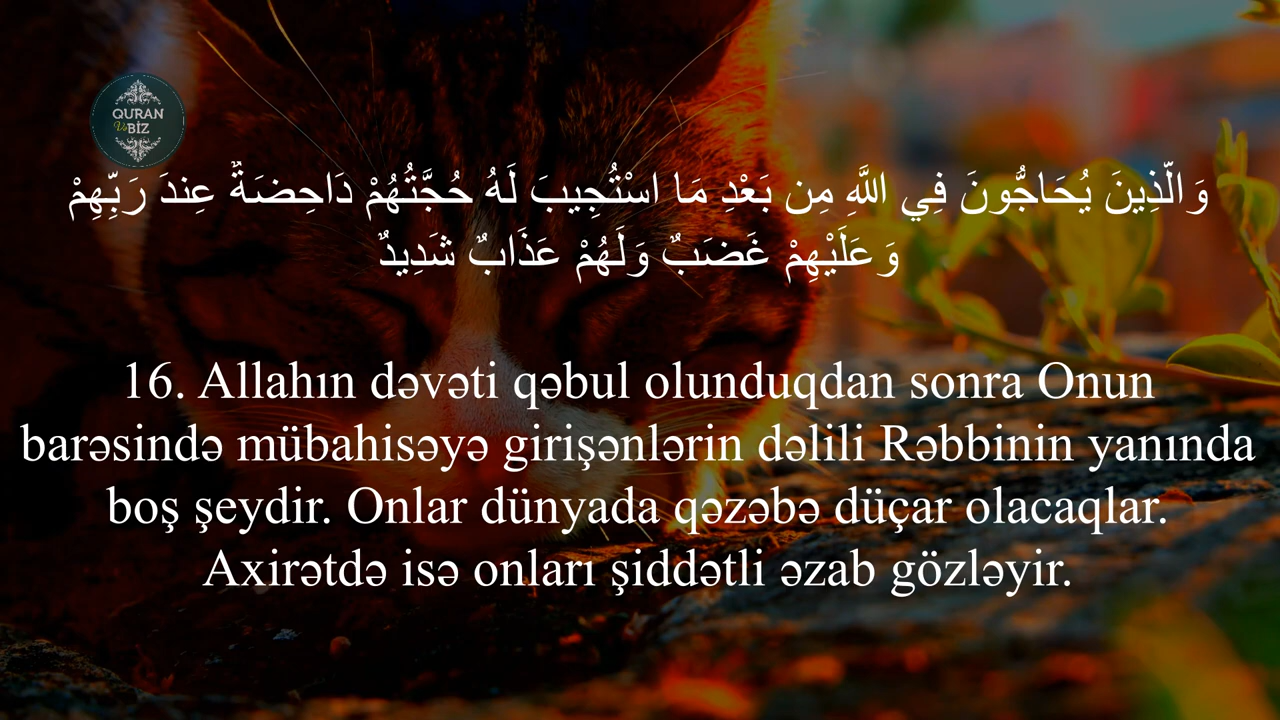 QURAN
Və BİZ
وَالَّذِينَ يُحَاجُّونَ فِي اللَّهِ مِن بَعْدِ مَا اسْتُجِيبَ لَهُ حُجَّتُهُمْ دَاحِضَةٌ عِندَ رَبِّهِمْ
وَعَلَيْهِمْ غَضَبٌ وَلَهُمْ عَذَابٌ شَدِيدٌ
16. Allahın dəvəti qəbul olunduqdan sonra Onun
barəsində mübahisəyə girişənlərin dəlili Rəbbinin yanında
boş şeydir. Onlar dünyada qəzəbə düçar olacaqlar.
Axirətdə isə onları şiddətli əzab gözləyir.